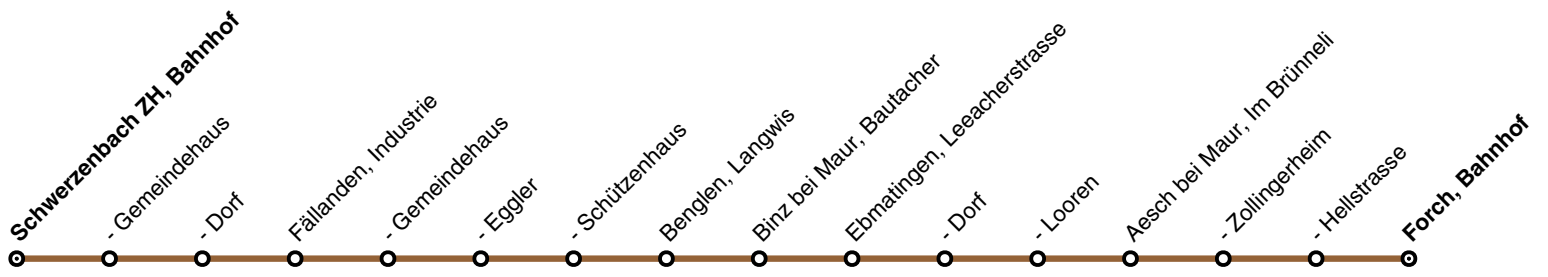 Schwerzenbach ZH, Bahnhof
- Gemeindehaus
- Dorf
Fällanden, Industrie
- Gemeindehaus
- Eggler
- Schützenhaus
Benglen, Langwis
Binz bei Maur, Bautacher
Ebmatingen, Leeacherstrasse
- Dorf
- Looren
Aesch bei Maur, Im Brünneli
- Zollingerheim
- Hellstrasse
Forch, Bahnhof